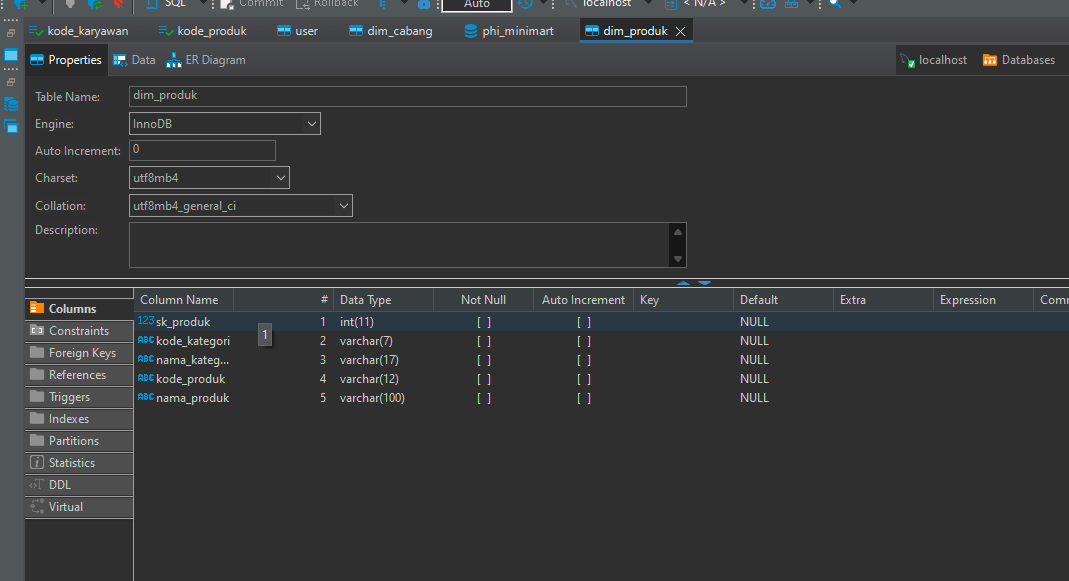 SQL Commit Rollback Auto localhost < N/A >
kode_karyawan kode_produk user dim_cabang phi_minimart dim_produk
Properties Data ER Diagram localhost Databases
Table Name: dim_produk
Engine: InnoDB
Auto Increment: 0
Charset: utf8mb4
Collation: utf8mb4_general_ci
Description:
Column Name # Data Type Not Null Auto Increment Key Default Extra Expression Comm
123 sk_produk 1 int(11) [ ] [ ] NULL
ABC kode_kategori 2 varchar(7) [ ] [ ] NULL
ABC nama_kateg... 3 varchar(17) [ ] [ ] NULL
ABC kode_produk 4 varchar(12) [ ] [ ] NULL
ABC nama_produk 5 varchar(100) [ ] [ ] NULL
1
Columns
Constraints
Foreign Keys
References
Triggers
Indexes
Partitions
Statistics
DDL
Virtual